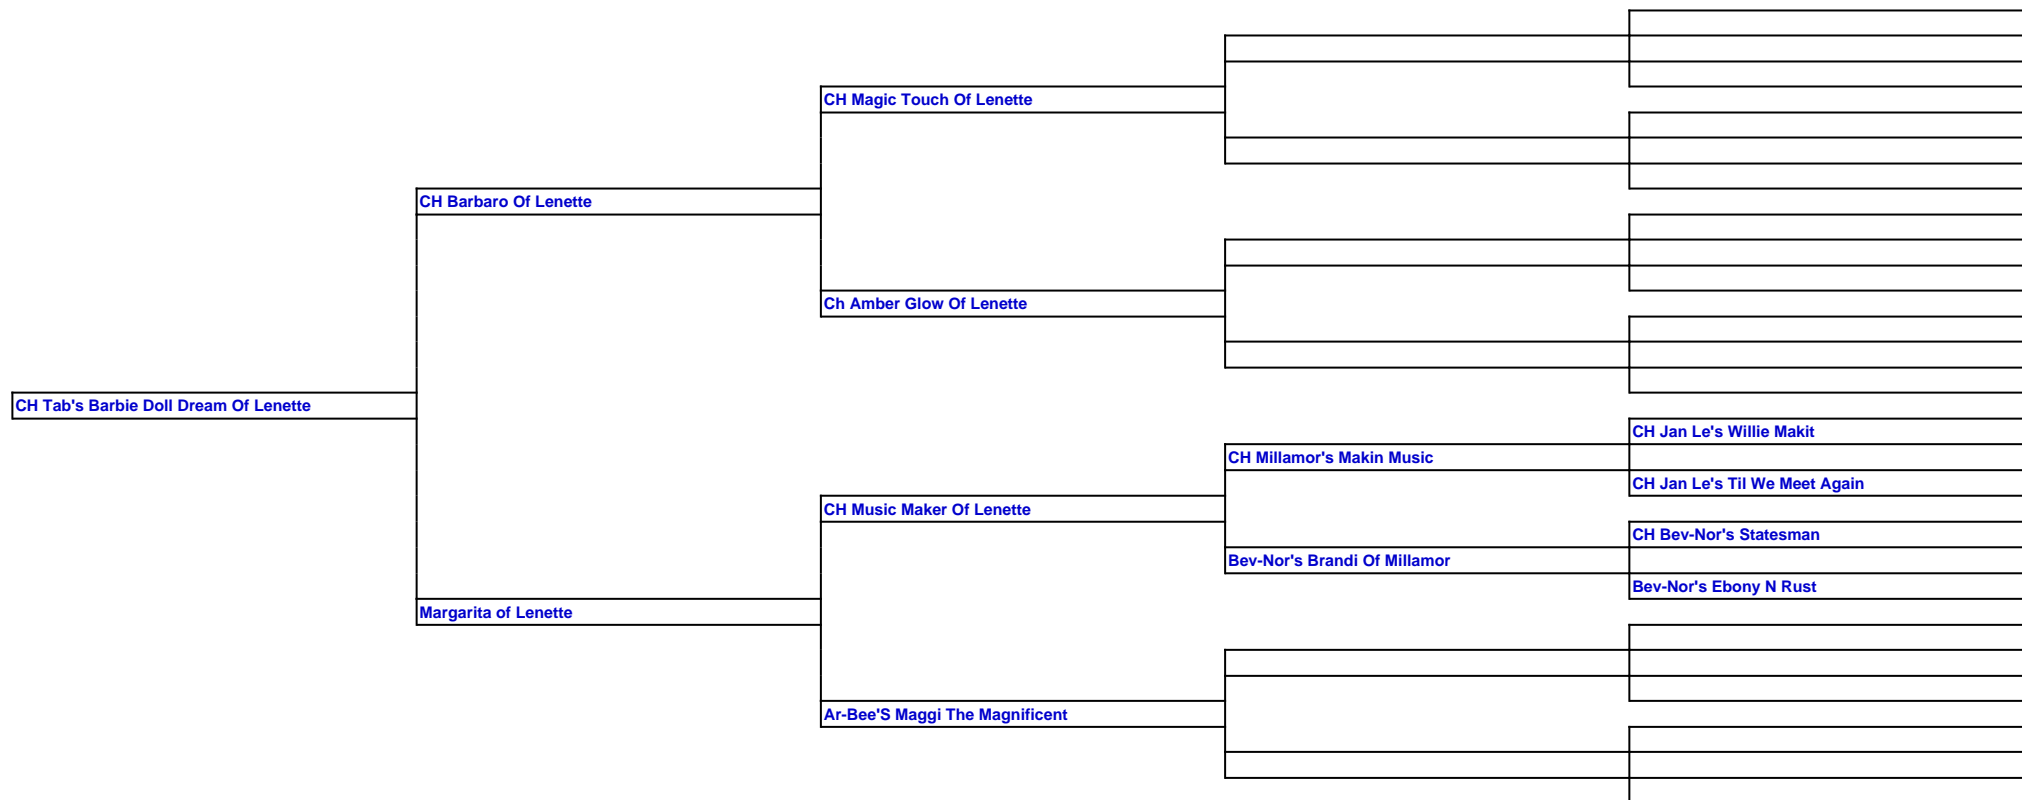 CH Magic Touch Of Lenette
CH Barbaro Of Lenette
Ch Amber Glow Of Lenette
CH Tab's Barbie Doll Dream Of Lenette
CH Jan Le's Willie Makit
CH Millamor's Makin Music
CH Jan Le's Til We Meet Again
CH Music Maker Of Lenette
CH Bev-Nor's Statesman
Bev-Nor's Brandi Of Millamor
Bev-Nor's Ebony N Rust
Margarita of Lenette
Ar-Bee'S Maggi The Magnificent